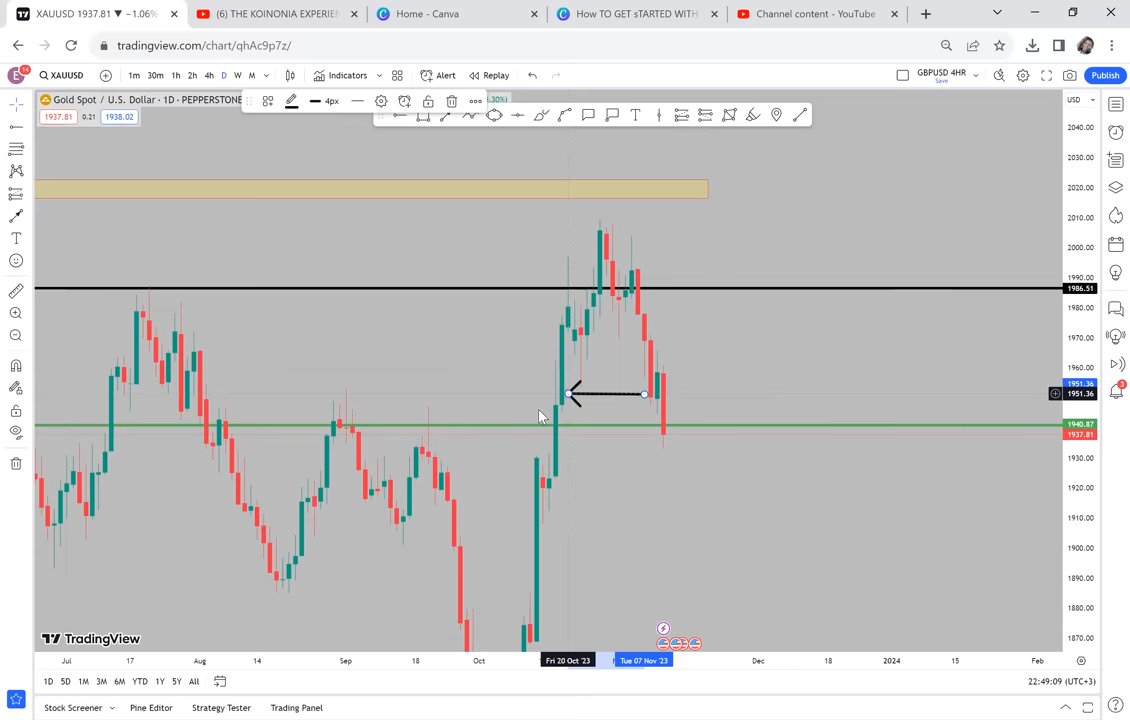 XAUUSD 1937.81 ▼ −1.06%
(6) THE KOINONIA EXPERIEN
Home - Canva
How TO GET sTARTED WITH
Channel content - YouTube
tradingview.com/chart/qhAc9p7z/
E 14 XAUUSD 1m 30m 1h 2h 4h D W M Indicators Alert Replay GBPUSD 4HR Save Publish
Gold Spot / U.S. Dollar · 1D · PEPPERSTONE .30%)
4px
USD
1937.81 0.21 1938.02
2040.00
2030.00
2020.00
2010.00
2000.00
1990.00
1986.51
1980.00
1970.00
1960.00
1951.36
1951.36
1940.87
1937.81
1930.00
1920.00
1910.00
1900.00
1890.00
1880.00
1870.00
3
TradingView
Jul 17 Aug 14 Sep 18 Oct Fri 20 Oct '23 Tue 07 Nov '23 Dec 18 2024 15 Feb
1D 5D 1M 3M 6M YTD 1Y 5Y All 22:49:09 (UTC+3)
Stock Screener Pine Editor Strategy Tester Trading Panel